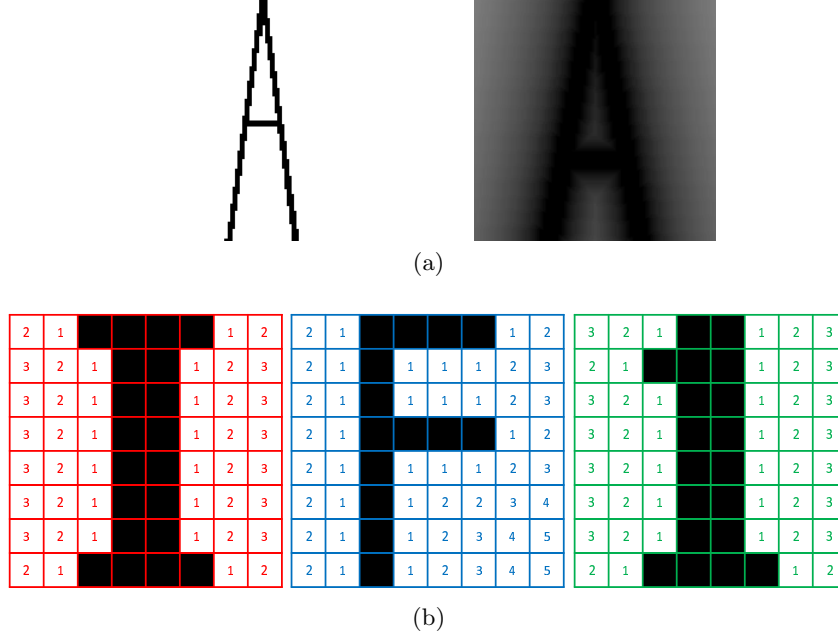 (a)
2 1 1 2 2 1 1 2 3 2 1 1 2 3
3 2 1 1 2 3 2 1 1 1 1 2 3 2 1 1 2 3
3 2 1 1 2 3 2 1 1 1 1 2 3 3 2 1 1 2 3
3 2 1 1 2 3 2 1 1 2 3 2 1 1 2 3
3 2 1 1 2 3 2 1 1 1 1 2 3 3 2 1 1 2 3
3 2 1 1 2 3 2 1 1 2 2 3 4 3 2 1 1 2 3
3 2 1 1 2 3 2 1 1 2 3 4 5 3 2 1 1 2 3
2 1 1 2 2 1 1 2 3 4 5 2 1 1 2
(b)